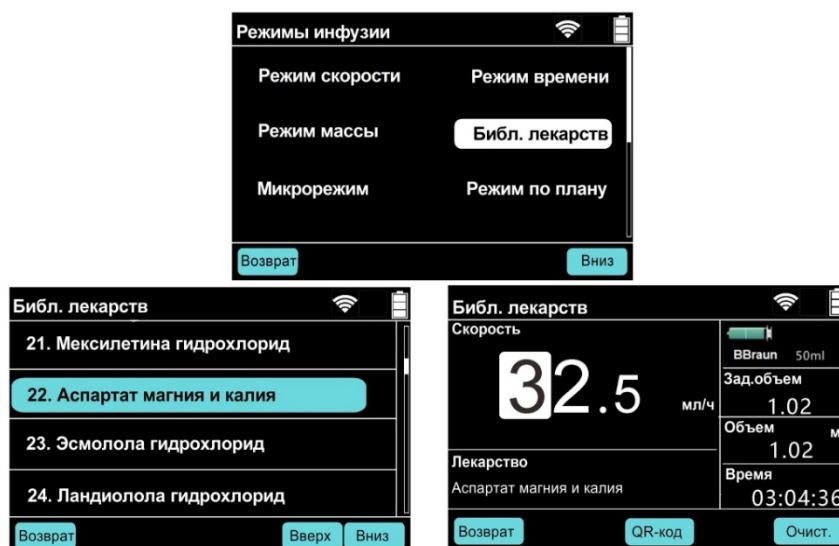 Режимы инфузии
Режим скорости Режим времени
Режим массы Библ. лекарств
Микрорежим Режим по плану
Возврат Вниз
Библ. лекарств
21. Мексилетина гидрохлорид
22. Аспартат магния и калия
23. Эсмолола гидрохлорид
24. Ландиолола гидрохлорид
Возврат Вверх Вниз
Библ. лекарств
Скорость
32.5 мл/ч
Лекарство
Аспартат магния и калия
BBraun 50ml
Зад.объем
1.02
Объем м
1.02
Время
03:04:36
Возврат QR-код Очист.